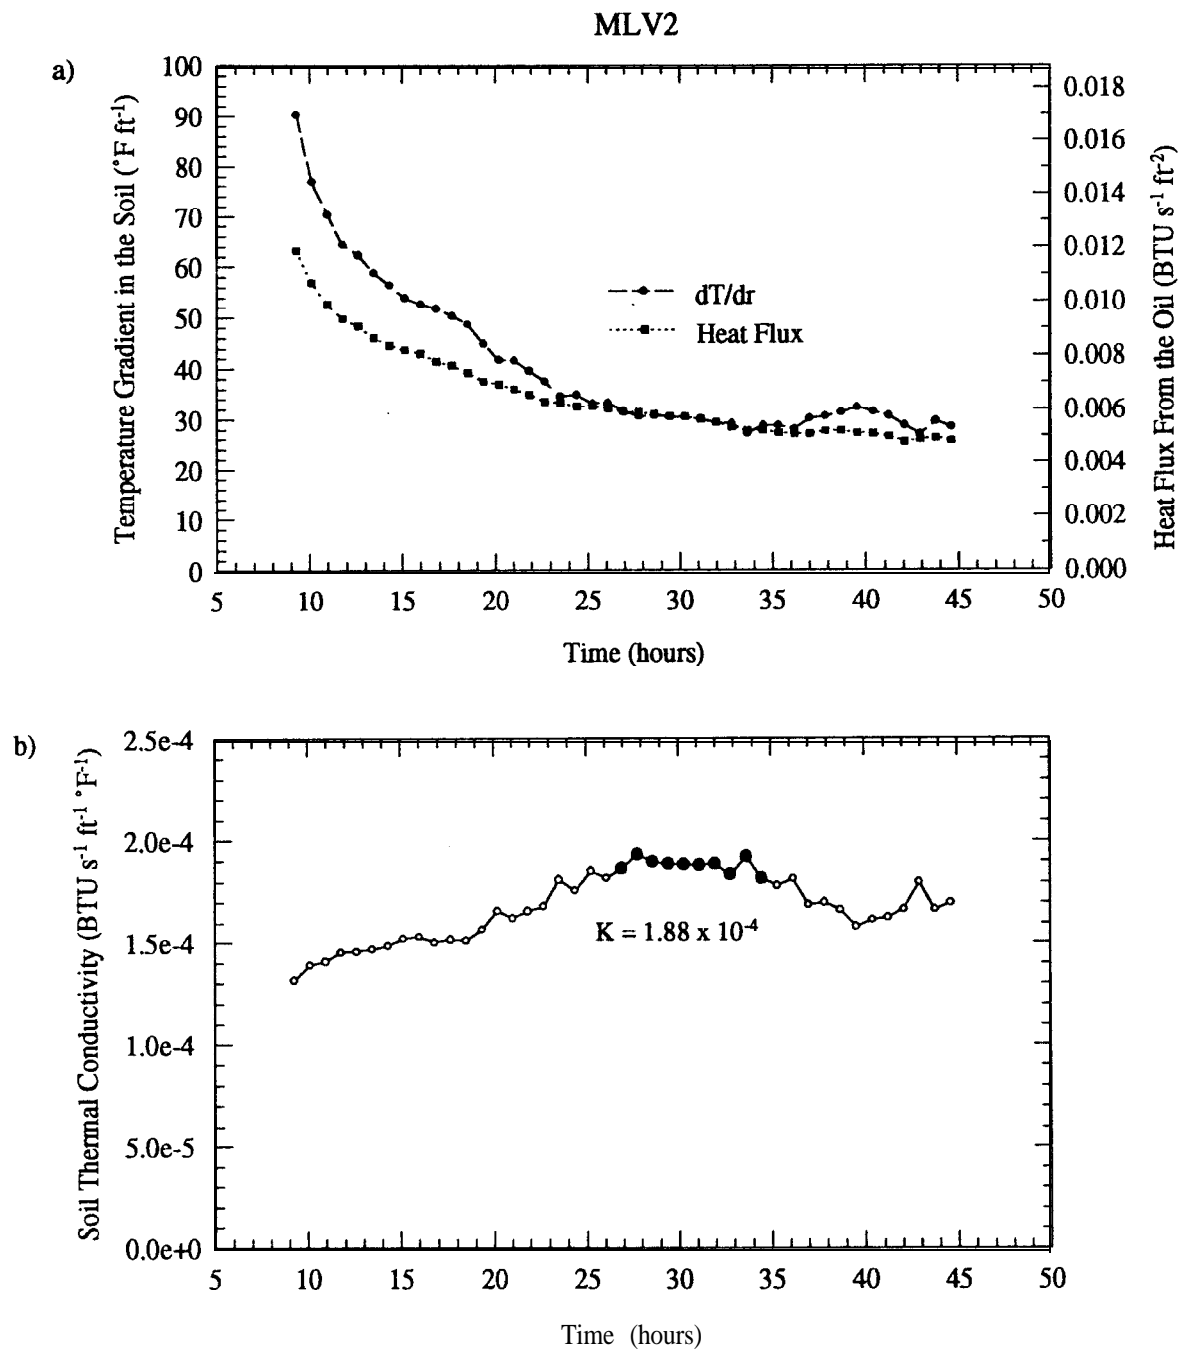 MLV2
a)
Temperature Gradient in the Soil (°F ft-1)
100
90
80
70
60
50
40
30
20
10
0
dT/dr
Heat Flux
0.018
0.016
0.014
0.012
0.010
0.008
0.006
0.004
0.002
0.000
Heat Flux From the Oil (BTU s-1 ft-2)
5 10 15 20 25 30 35 40 45 50
Time (hours)
b)
Soil Thermal Conductivity (BTU s-1 ft-1 °F-1)
2.5e-4
2.0e-4
1.5e-4
1.0e-4
5.0e-5
0.0e+0
K = 1.88 x 10-4
5 10 15 20 25 30 35 40 45 50
Time (hours)